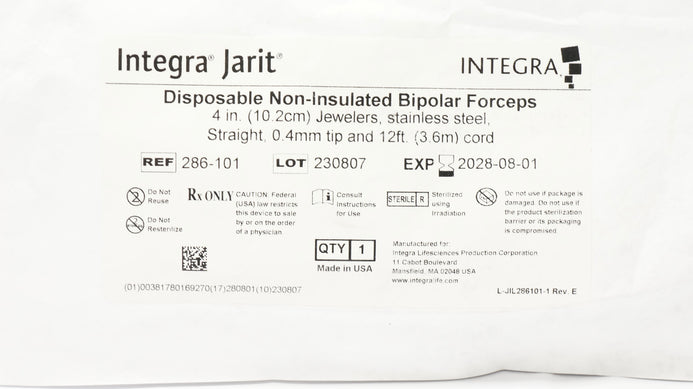 Integra® Jarit®
INTEGRA
Disposable Non-Insulated Bipolar Forceps
4 in. (10.2cm) Jewelers, stainless steel,
Straight, 0.4mm tip and 12ft. (3.6m) cord
REF 286-101 LOT 230807 EXP 2028-08-01
Do Not
Reuse
Do Not
Resterilize
Rx ONLY
CAUTION: Federal
(USA) law restricts
this device to sale
by or on the order
of a physician
Consult
Instructions
for Use
STERILE R
Sterilized
using
Irradiation
Do not use if package is
damaged. Do not use if
the product sterilization
barrier or its packaging
is compromised
QTY 1
Made in USA
Manufactured for:
Integra Lifesciences Production Corporation
11 Cabot Boulevard
Mansfield, MA 02048 USA
www.integralife.com
(01)00381780169270(17)280801(10)230807
L-JIL286101-1 Rev. E